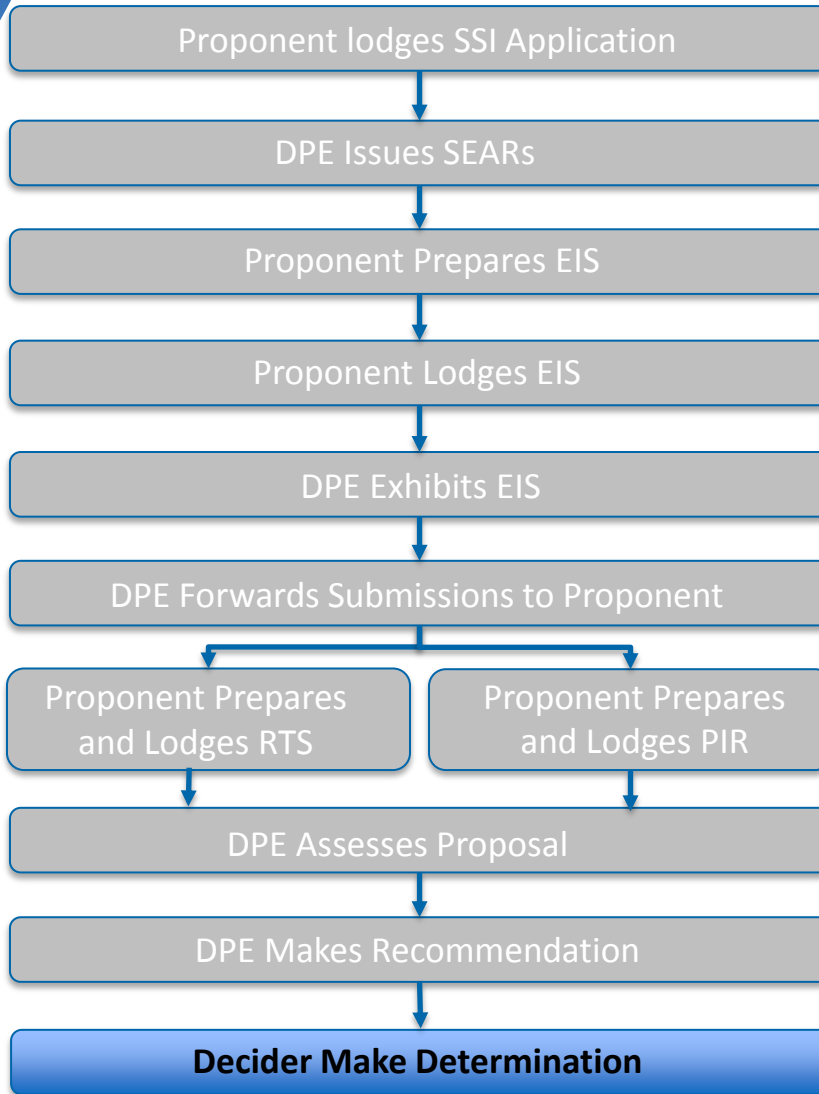 Proponent lodges SSI Application
DPE Issues SEARs
Proponent Prepares EIS
Proponent Lodges EIS
DPE Exhibits EIS
DPE Forwards Submissions to Proponent
Proponent Prepares
and Lodges RTS
Proponent Prepares
and Lodges PIR
DPE Assesses Proposal
DPE Makes Recommendation
Decider Make Determination